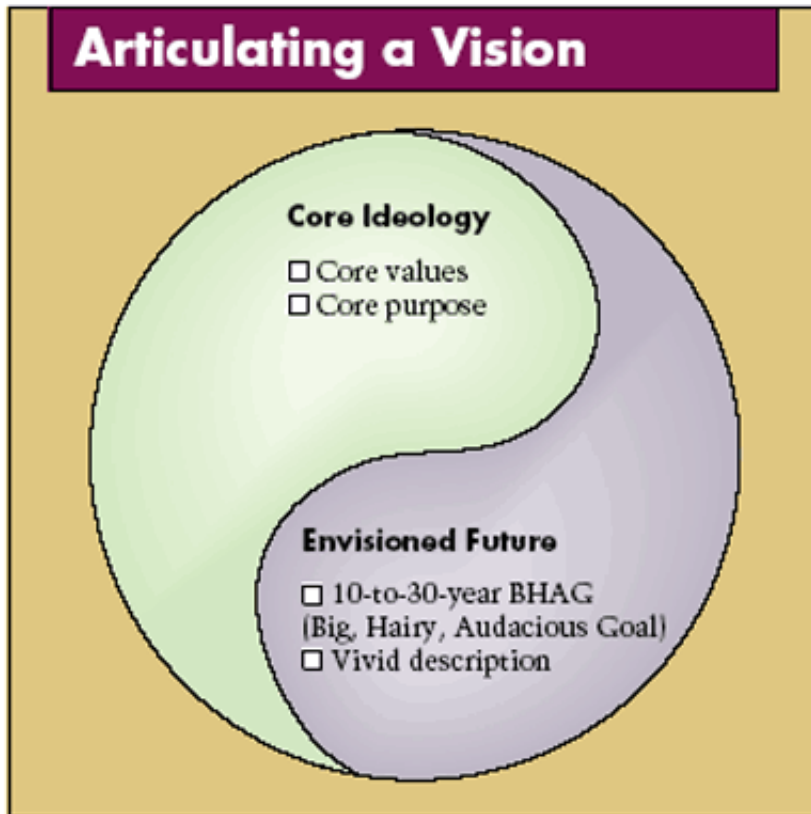 Articulating a Vision
Core Ideology
Core values
Core purpose
Envisioned Future
10-to-30-year BHAG
(Big, Hairy, Audacious Goal)
Vivid description